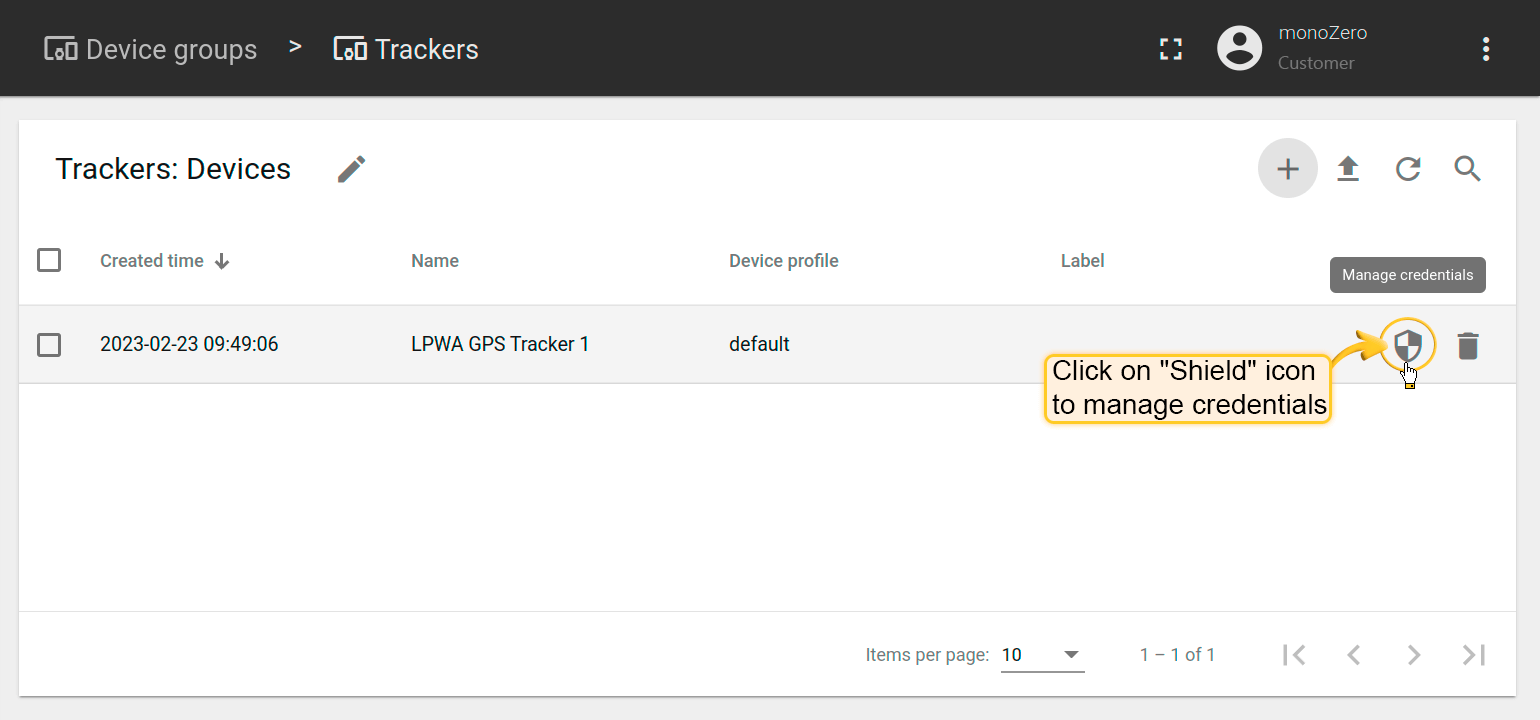 Device groups > Trackers
monoZero
Customer
Trackers: Devices
Created time Name Device profile Label
Manage credentials
2023-02-23 09:49:06 LPWA GPS Tracker 1 default
Click on "Shield" icon
to manage credentials
Items per page: 10 1 – 1 of 1